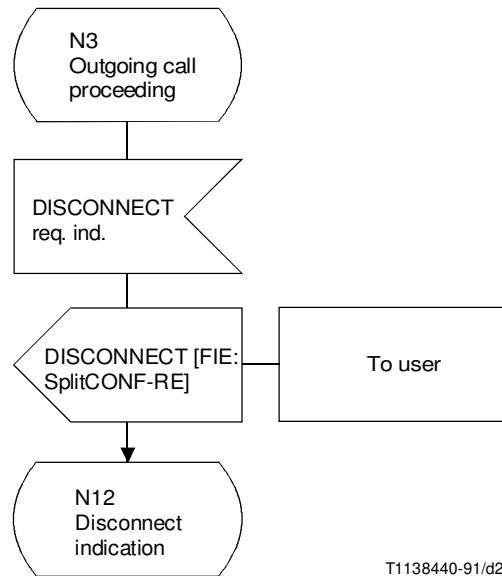 N3
Outgoing call
proceeding
DISCONNECT
req. ind.
DISCONNECT [FIE:
SplitCONF-RE]
To user
N12
Disconnect
indication
T1138440-91/d2